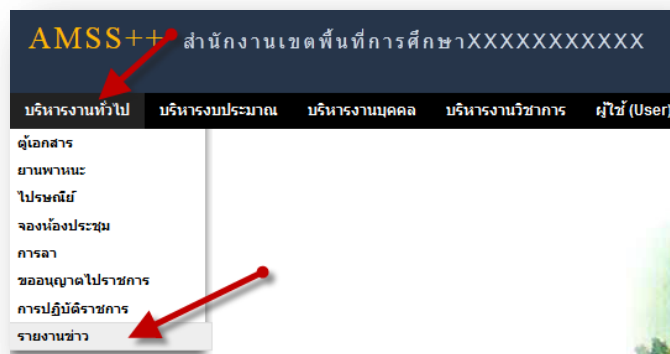 AMSS++ สำนักงานเขตพื้นที่การศึกษาXXXXXXXXXXX
บริหารงานทั่วไป บริหารงบประมาณ บริหารงานบุคคล บริหารงานวิชาการ ผู้ใช้ (User)
ตู้เอกสาร
ยานพาหนะ
ไปรษณีย์
จองห้องประชุม
การลา
ขออนุญาตไปราชการ
การปฏิบัติราชการ
รายงานข่าว